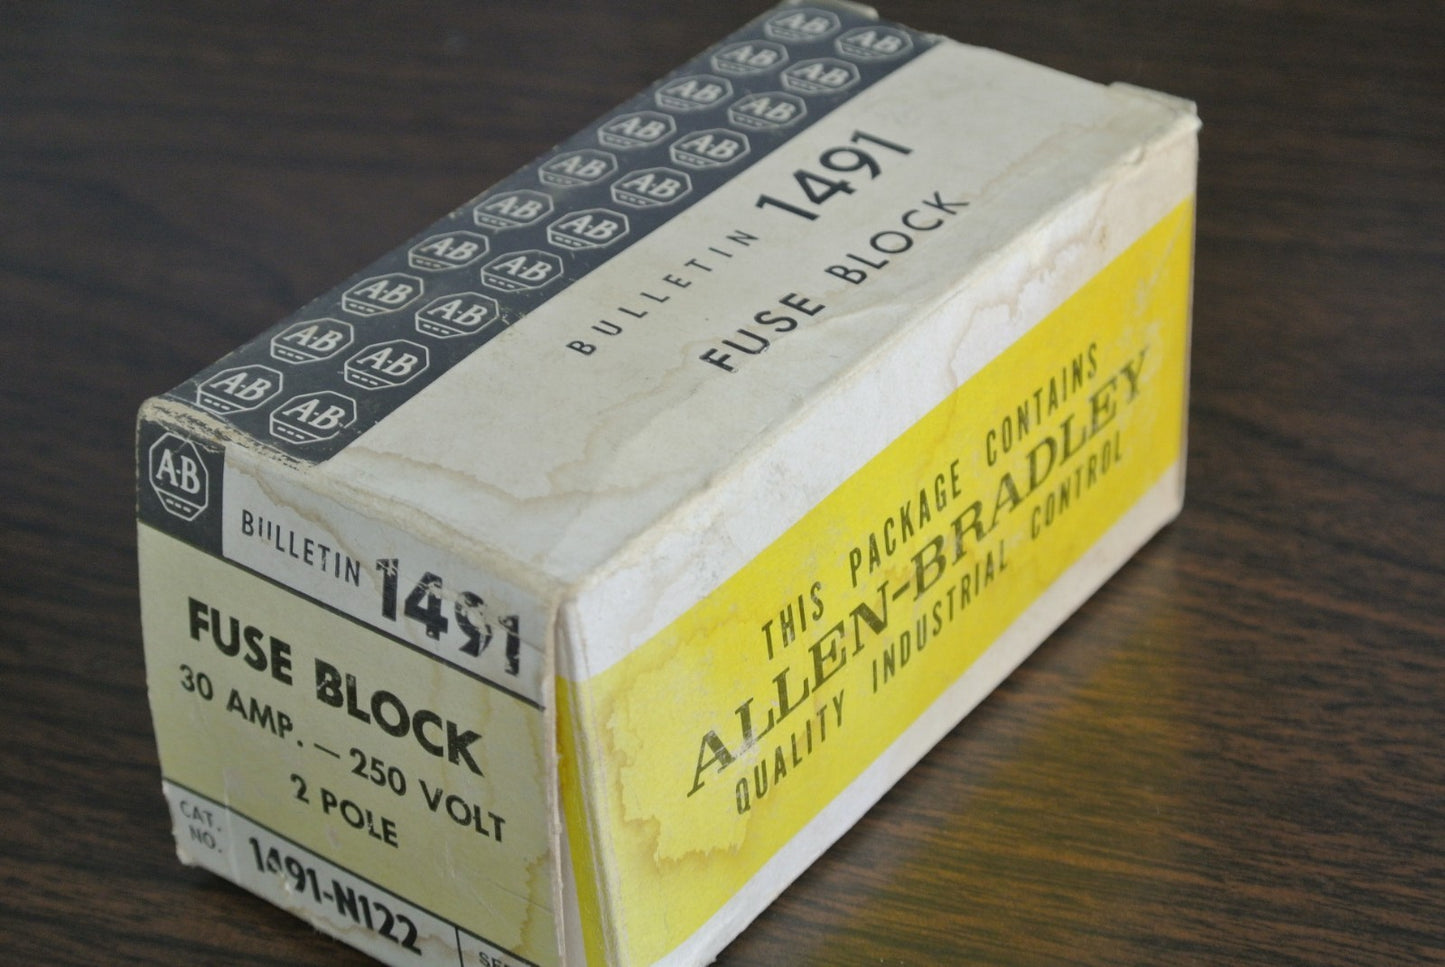 A-B A-B
A-B A-B
A-B A-B
A-B A-B
A-B A-B
A-B A-B
A-B A-B
A-B A-B
A-B A-B
A-B A-B
BULLETIN 1491
FUSE BLOCK
A-B
BULLETIN 1491
FUSE BLOCK
30 AMP. — 250 VOLT
2 POLE
CAT. NO.
1491-N122
THIS PACKAGE CONTAINS
ALLEN-BRADLEY
QUALITY INDUSTRIAL CONTROL